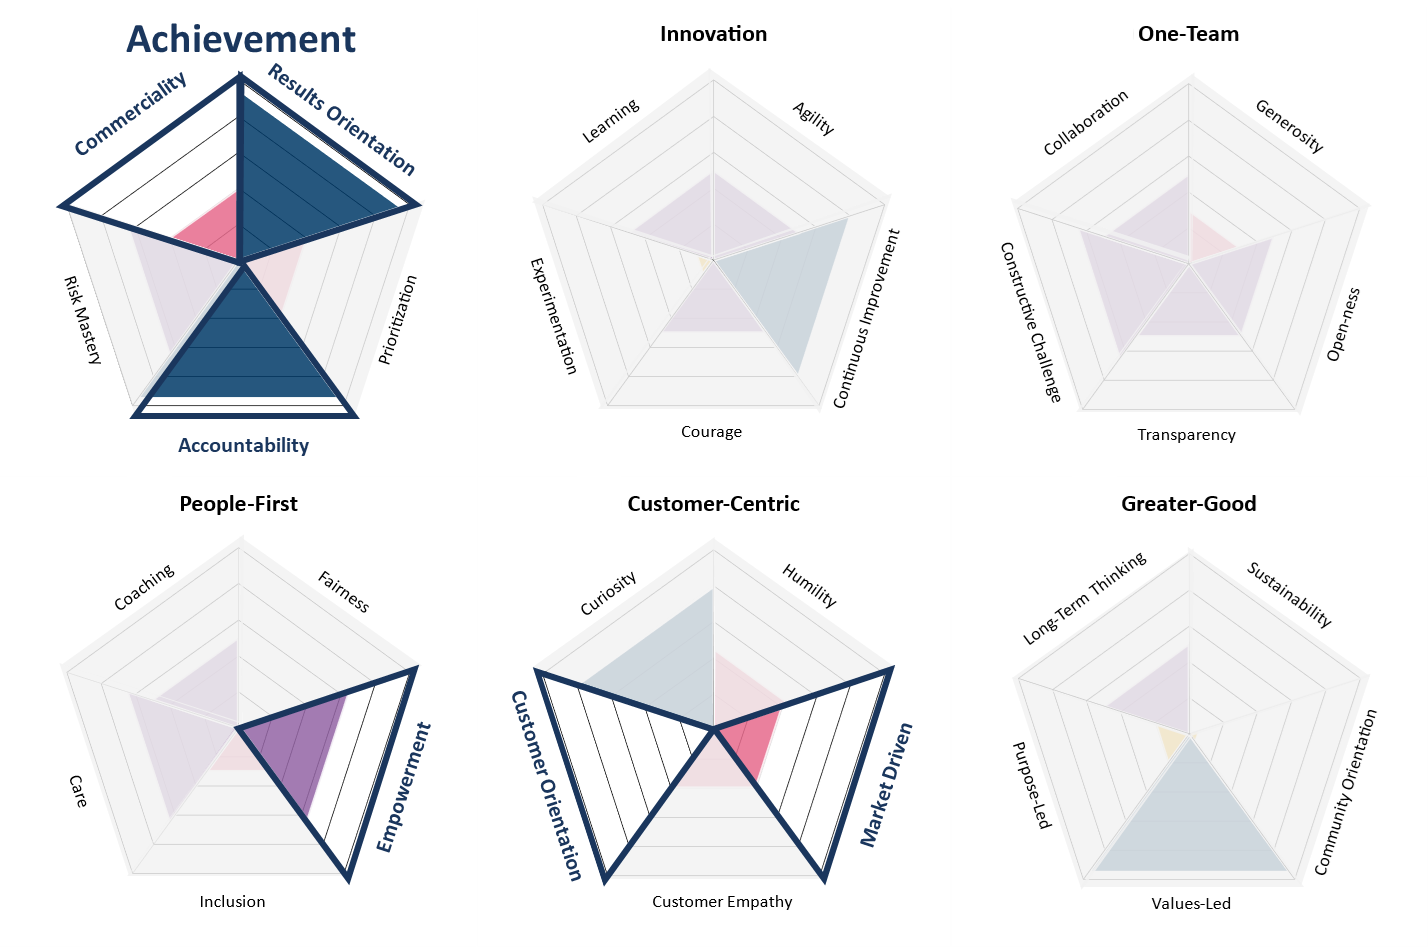 Achievement
Commerciality
Results Orientation
Risk Mastery
Prioritization
Accountability
Innovation
Learning
Agility
Experimentation
Continuous Improvement
Courage
One-Team
Collaboration
Generosity
Constructive Challenge
Open-ness
Transparency
People-First
Coaching
Fairness
Care
Empowerment
Inclusion
Customer-Centric
Curiosity
Humility
Customer Orientation
Market Driven
Customer Empathy
Greater-Good
Long-Term Thinking
Sustainability
Purpose-Led
Community Orientation
Values-Led